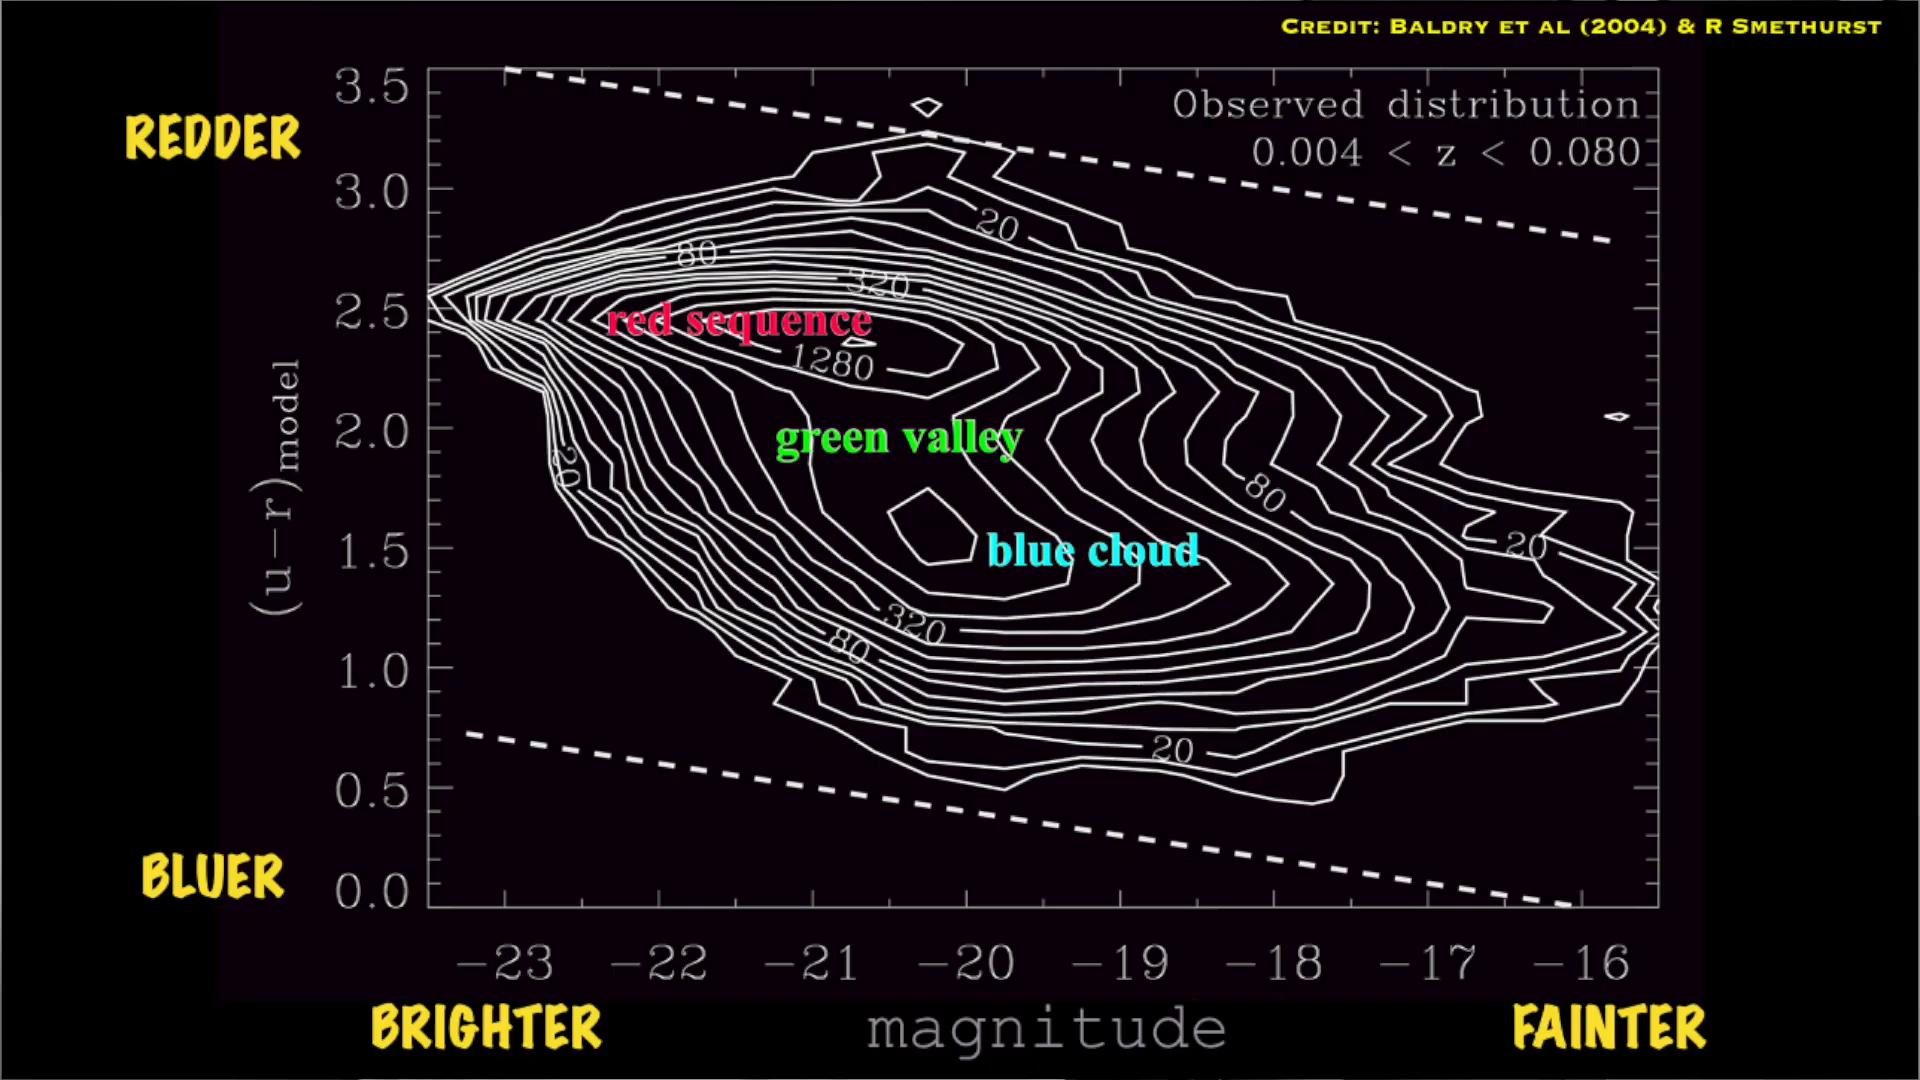 CREDIT: BALDRY ET AL (2004) & R SMETHURST
Observed distribution
0.004 < z < 0.080
REDDER
BLUER
(u−r)model
3.5
3.0
2.5
2.0
1.5
1.0
0.5
0.0
20
80
320
red sequence
1280
green valley
20
80
blue cloud
20
320
80
20
−23 −22 −21 −20 −19 −18 −17 −16
BRIGHTER
magnitude
FAINTER